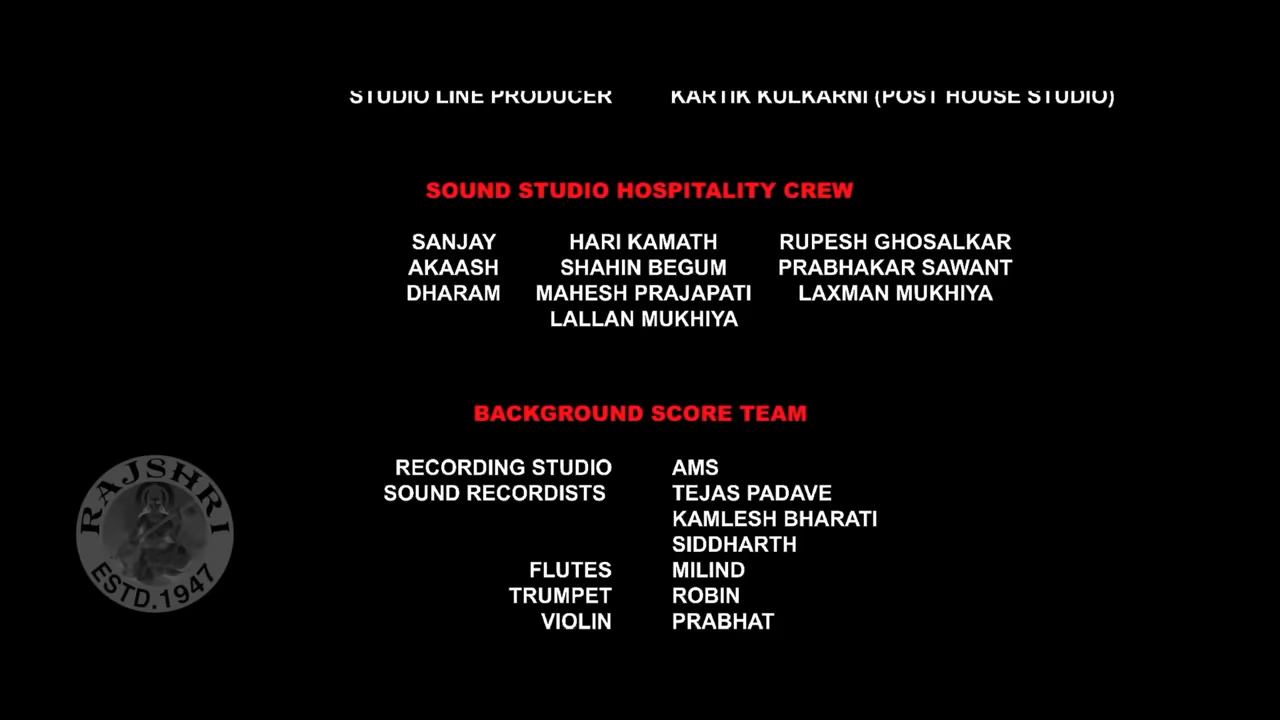 STUDIO LINE PRODUCER KARTIK KULKARNI (POST HOUSE STUDIO)
SOUND STUDIO HOSPITALITY CREW
SANJAY HARI KAMATH RUPESH GHOSALKAR
AKAASH SHAHIN BEGUM PRABHAKAR SAWANT
DHARAM MAHESH PRAJAPATI LAXMAN MUKHIYA
LALLAN MUKHIYA
BACKGROUND SCORE TEAM
RECORDING STUDIO AMS
SOUND RECORDISTS TEJAS PADAVE
KAMLESH BHARATI
SIDDHARTH
FLUTES MILIND
TRUMPET ROBIN
VIOLIN PRABHAT
RAJSHRI
ESTD.1947